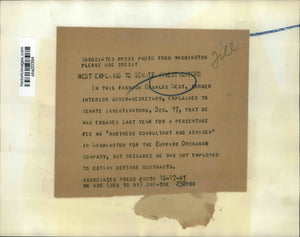 ASSOCIATED PRESS PHOTO FROM WASHINGTON
PLEASE USE CREDIT
WEST EXPLAINS TO SENATE INVESTIGATORS
IN THIS FASHION CHARLES WEST, FORMER
INTERIOR UNDER-SECRETARY, EXPLAINED TO
SENATE INVESTIGATORS, DEC. 17, THAT HE
WAS ENGAGED LAST YEAR FOR A PERCENTAGE
FEE AS "BUSINESS CONSULTANT AND ADVISER"
IN WASHINGTON FOR THE EMPIRE ORDNANCE
COMPANY, BUT DECLARED HE WAS NOT EMPLOYED
TO OBTAIN DEFENSE CONTRACTS.
ASSOCIATED PRESS PHOTO 12-17-41